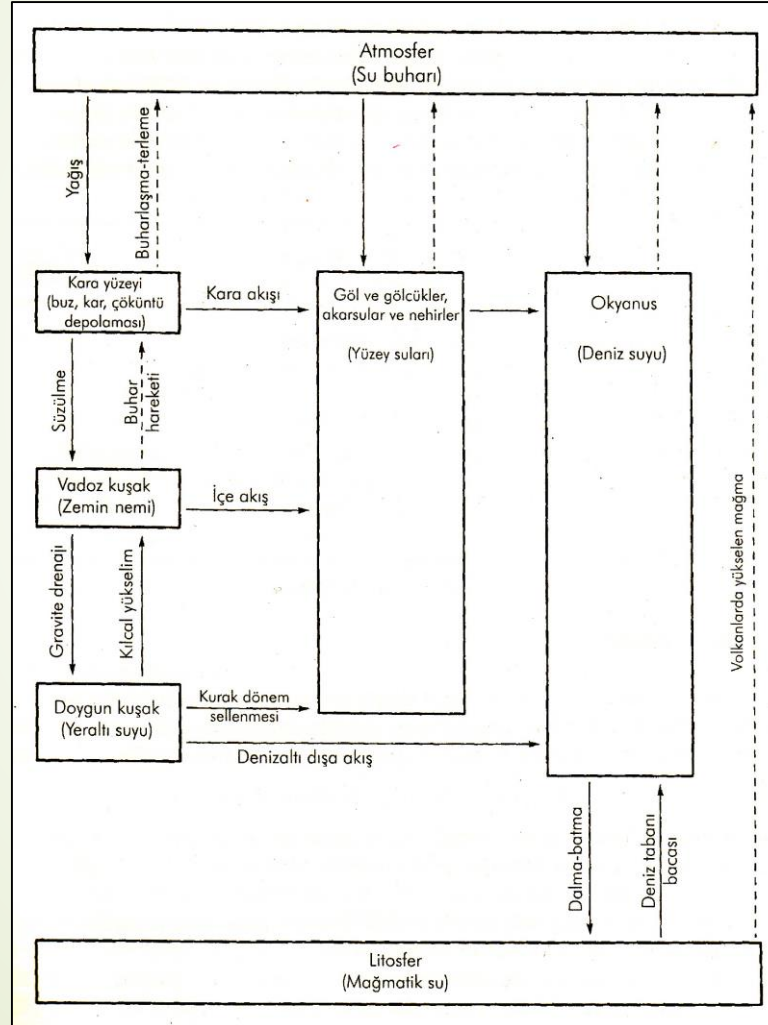 Atmosfer
(Su buharı)
Yağış
Buharlaşma-terleme
Kara yüzeyi
(buz, kar, çöküntü
depolaması)
Kara akışı
Göl ve gölcükler,
akarsular ve nehirler
(Yüzey suları)
Okyanus
(Deniz suyu)
Süzülme
Buhar
hareketi
Vadoz kuşak
(Zemin nemi)
İçe akış
Gravite drenajı
Kılcal yükselim
Volkanlarda yükselen mağma
Doygun kuşak
(Yeraltı suyu)
Kurak dönem
sellenmesi
Denizaltı dışa akış
Dalma-batma
Deniz tabanı
bacası
Litosfer
(Mağmatik su)